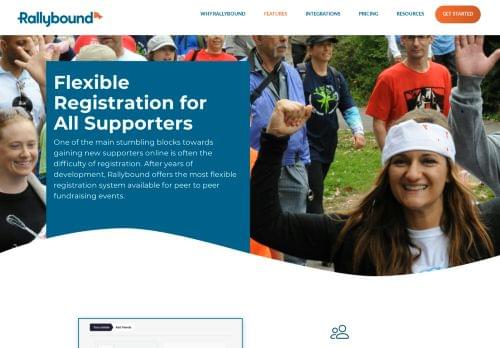 Rallybound
WHY RALLYBOUND
FEATURES
INTEGRATIONS
PRICING
RESOURCES
GET STARTED
Flexible
Registration for
All Supporters
One of the main stumbling blocks towards
gaining new supporters online is often the
difficulty of registration. After years of
development, Rallybound offers the most flexible
registration system available for peer to peer
fundraising events.
Add friends